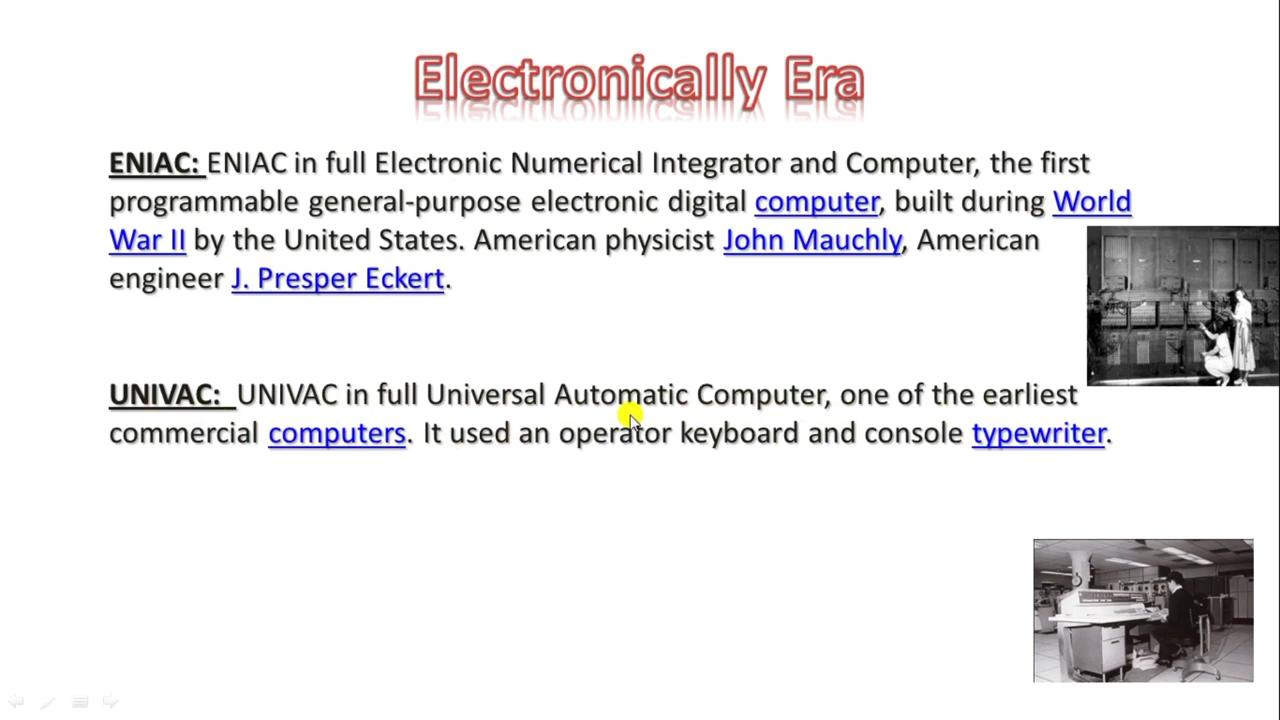 Electronically Era
ENIAC: ENIAC in full Electronic Numerical Integrator and Computer, the first
programmable general-purpose electronic digital computer, built during World
War II by the United States. American physicist John Mauchly, American
engineer J. Presper Eckert.
UNIVAC: UNIVAC in full Universal Automatic Computer, one of the earliest
commercial computers. It used an operator keyboard and console typewriter.